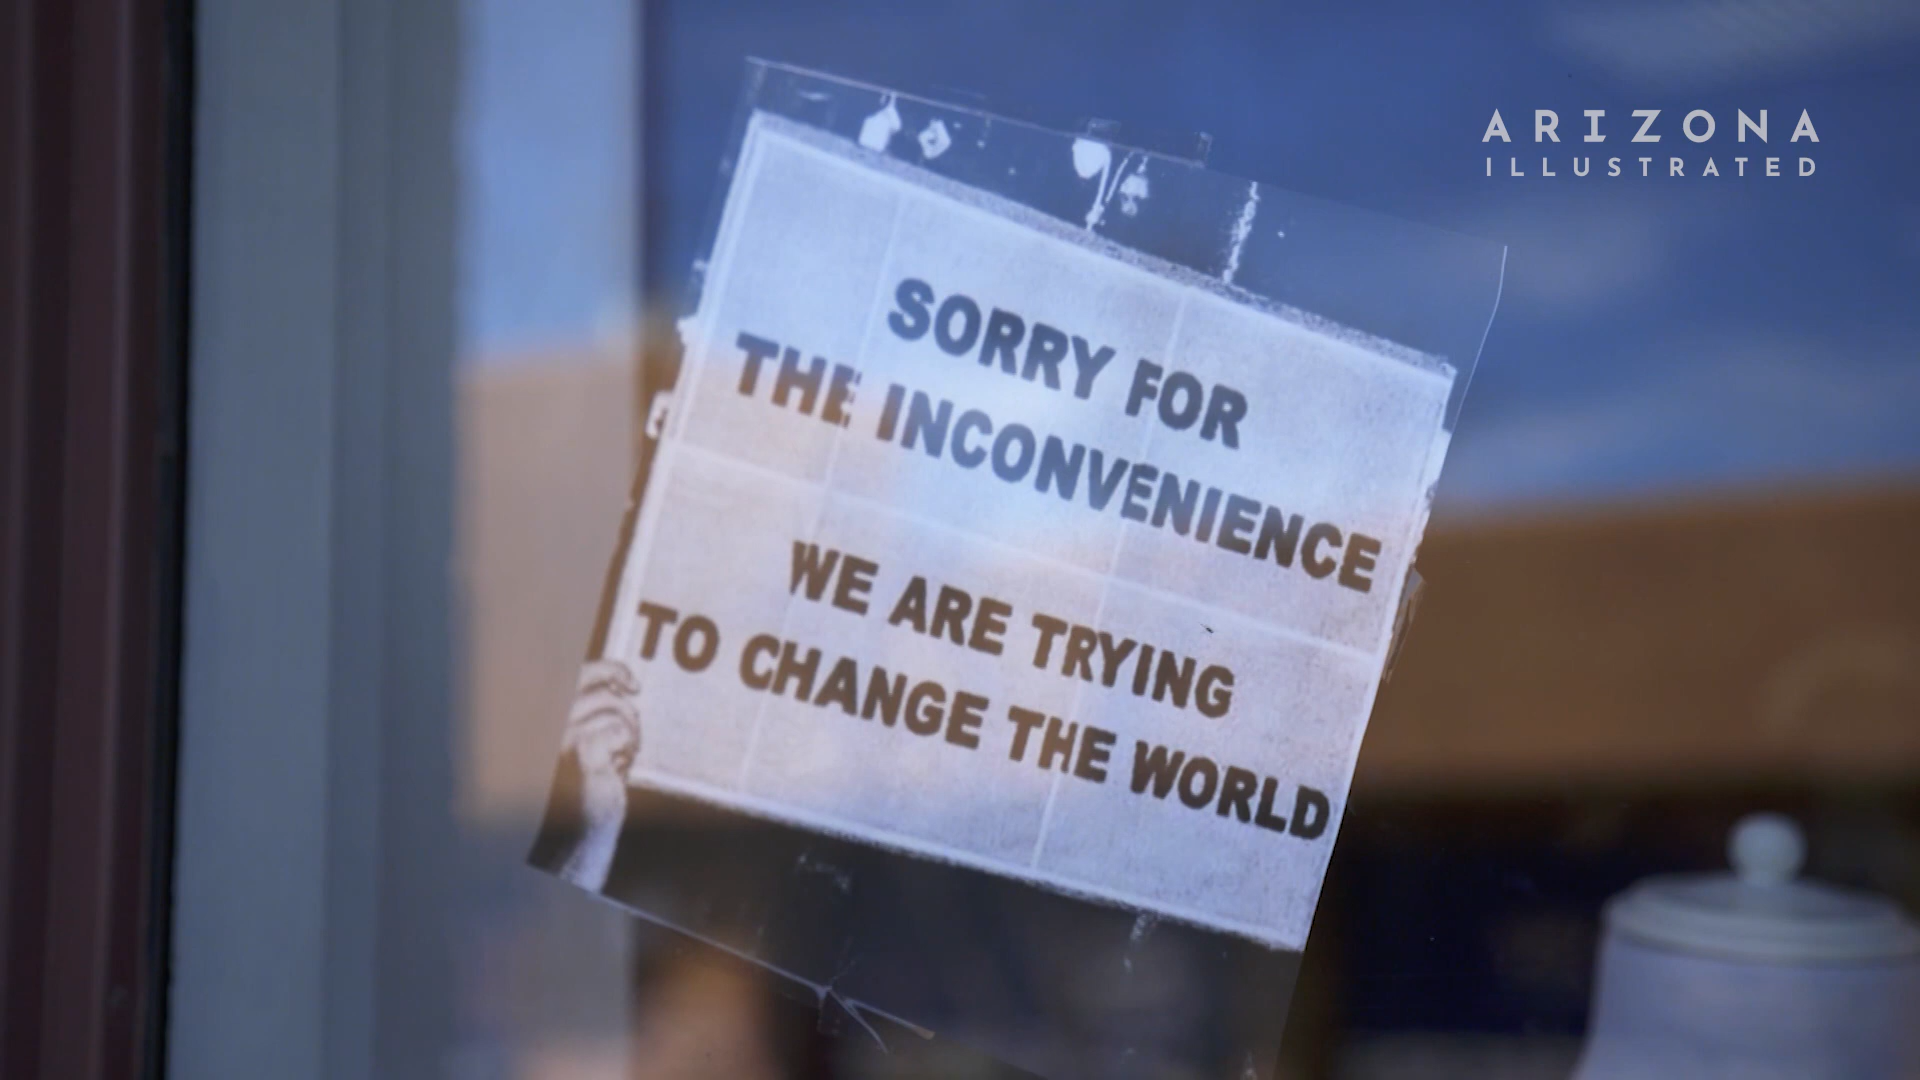 ARIZONA
ILLUSTRATED
SORRY FOR
THE INCONVENIENCE
WE ARE TRYING
TO CHANGE THE WORLD